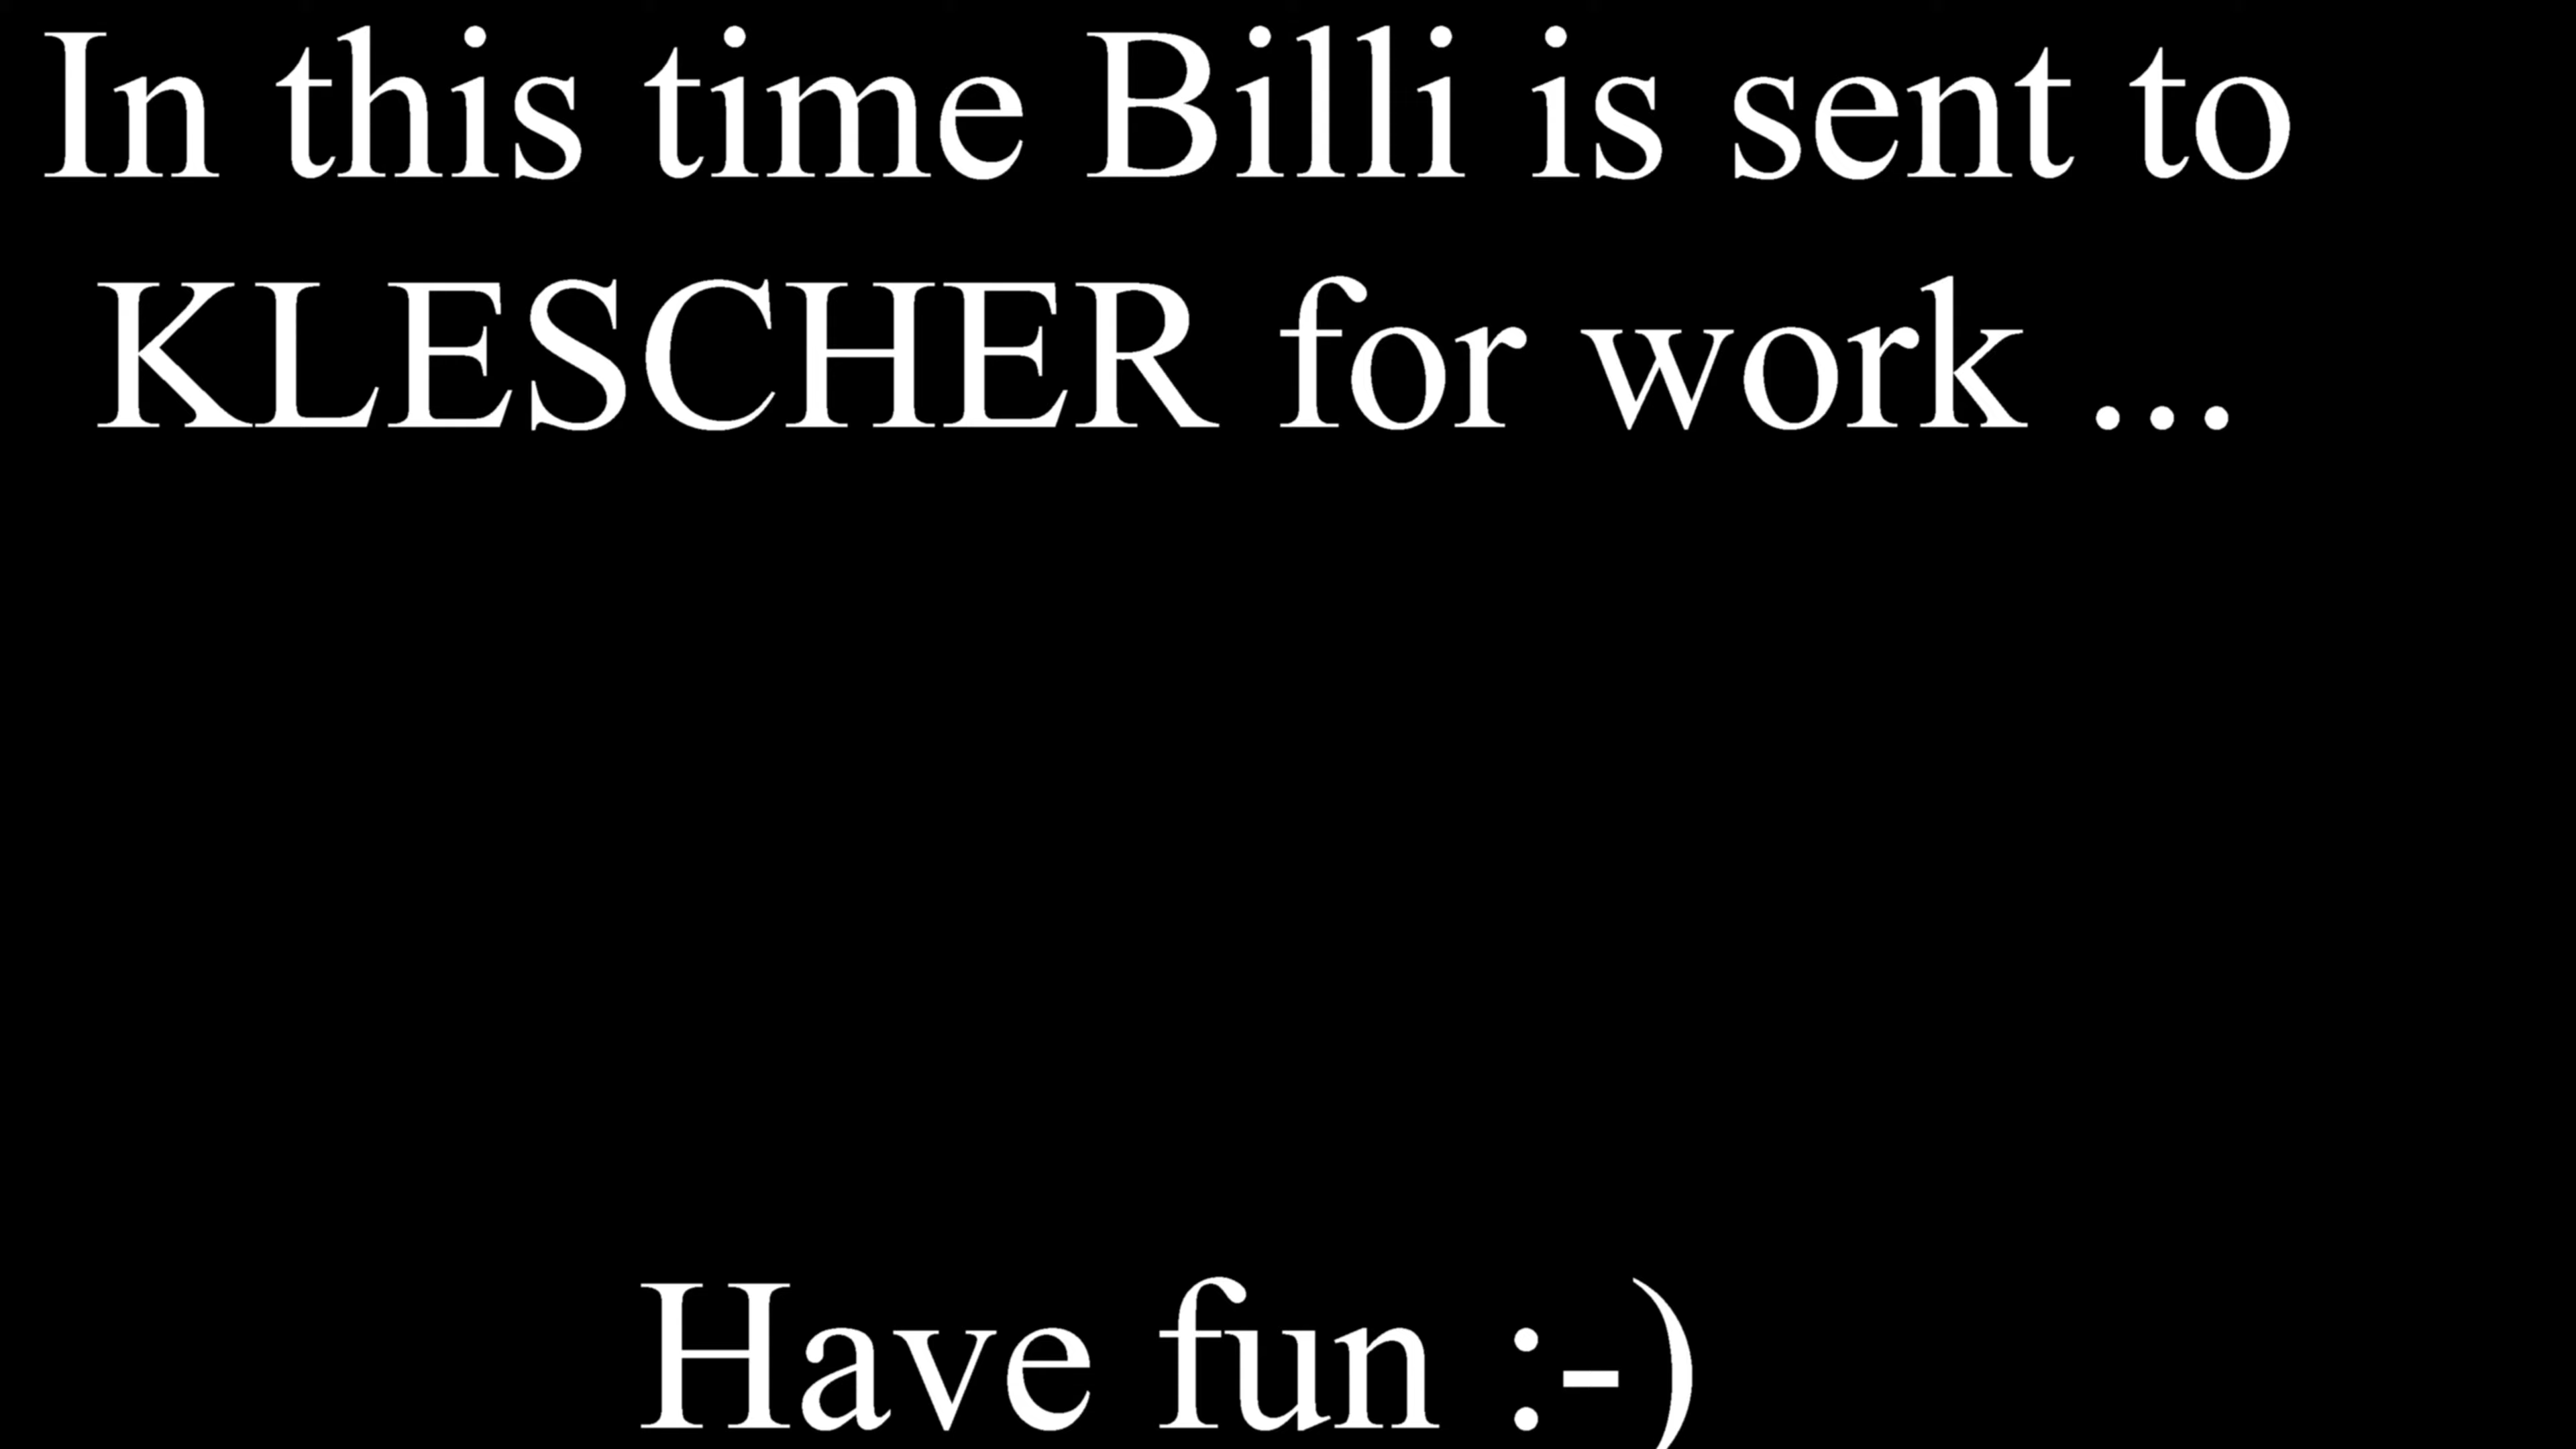 In this time Billi is sent to
KLESCHER for work ...
Have fun :-)